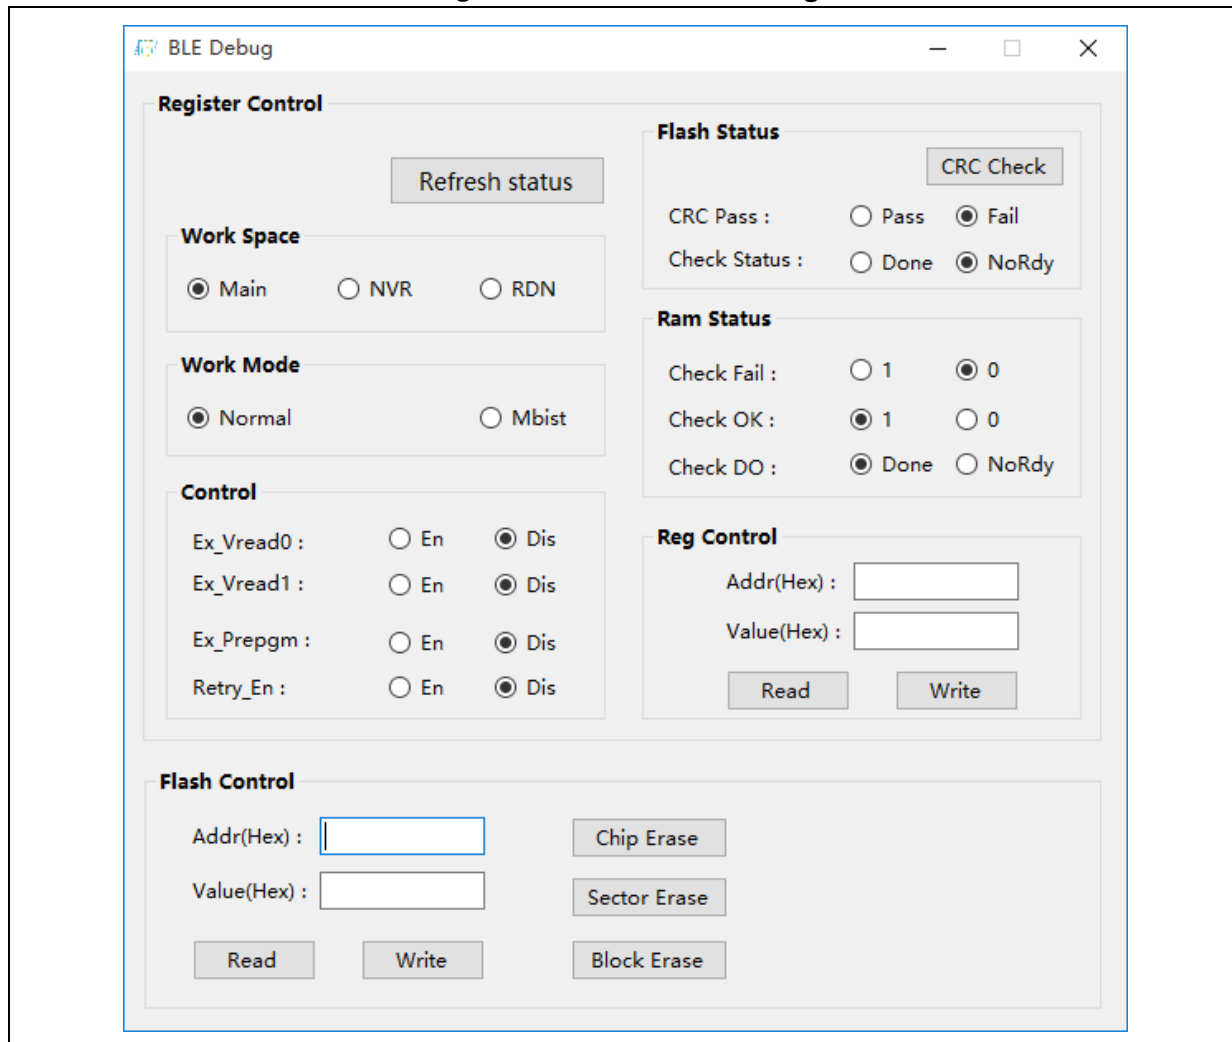 BLE Debug
Register Control
Refresh status
Work Space
Main NVR RDN
Work Mode
Normal Mbist
Control
Ex_Vread0 : En Dis
Ex_Vread1 : En Dis
Ex_Prepgm : En Dis
Retry_En : En Dis
Flash Status
CRC Check
CRC Pass : Pass Fail
Check Status : Done NoRdy
Ram Status
Check Fail : 1 0
Check OK : 1 0
Check DO : Done NoRdy
Reg Control
Addr(Hex) :
Value(Hex) :
Read Write
Flash Control
Addr(Hex) : Chip Erase
Value(Hex) : Sector Erase
Read Write Block Erase